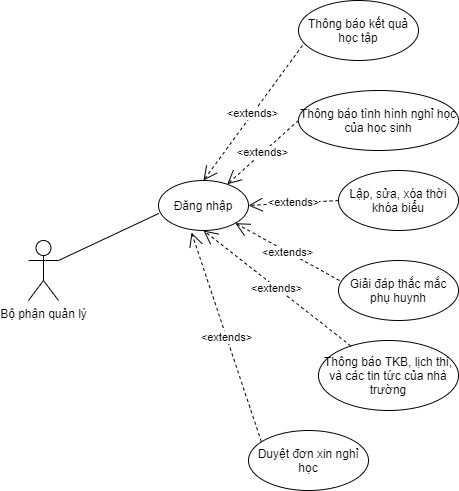 Thông báo kết quả
học tập
<extends>
Thông báo tình hình nghỉ học
của học sinh
<extends>
Đăng nhập
<extends>
Lập, sửa, xóa thời
khóa biểu
<extends>
Giải đáp thắc mắc
phụ huynh
<extends>
Bộ phận quản lý
<extends>
Thông báo TKB, lịch thi,
và các tin tức của nhà
trường
Duyệt đơn xin nghỉ
học